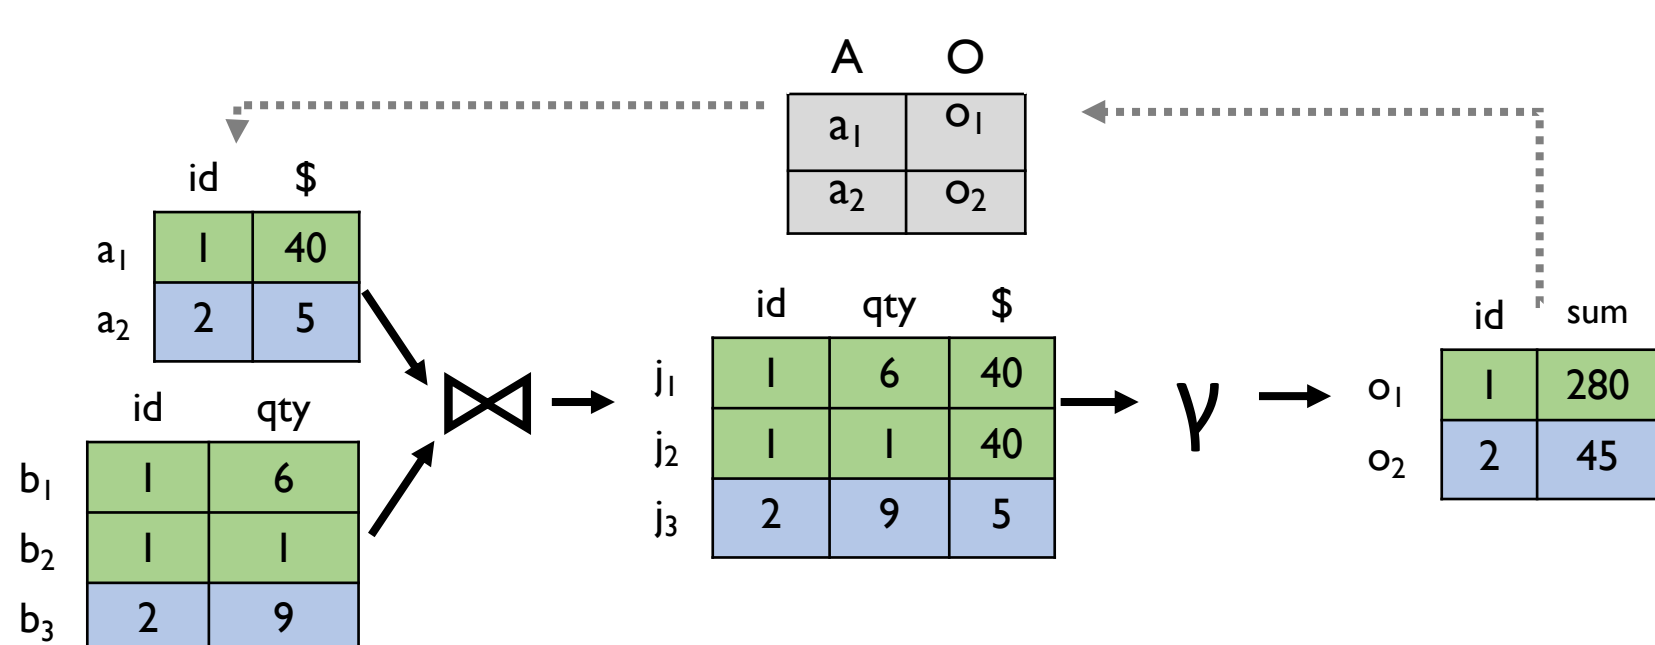 A O
a₁ o₁
a₂ o₂
id $
a₁ 1 40
a₂ 2 5
id qty
b₁ 1 6
b₂ 1 1
b₃ 2 9
⋈
id qty $
j₁ 1 6 40
j₂ 1 1 40
j₃ 2 9 5
γ
id sum
o₁ 1 280
o₂ 2 45